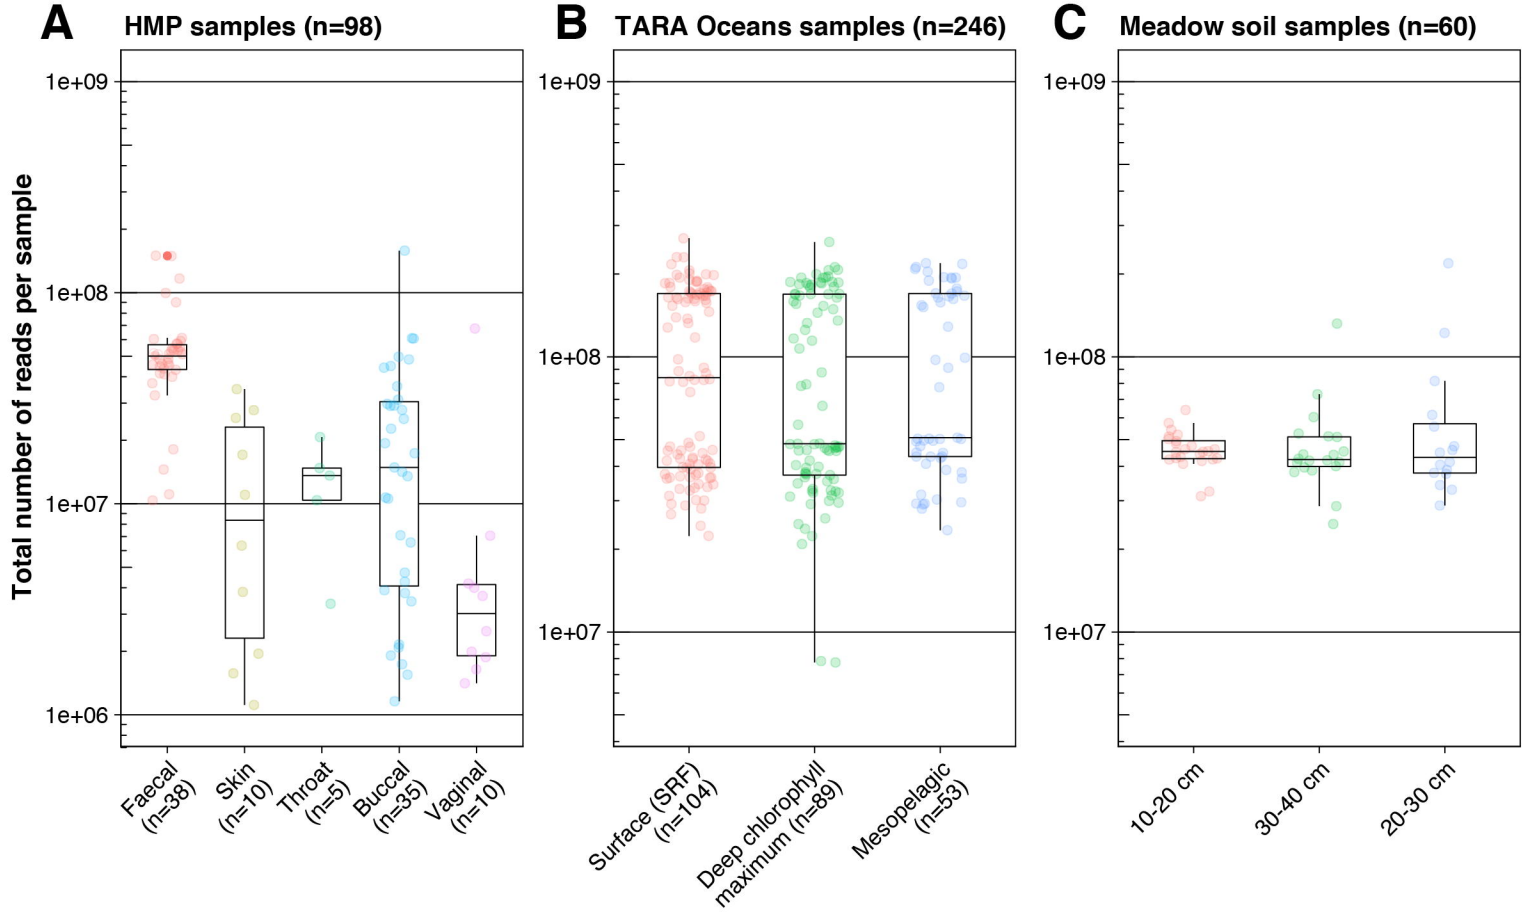 A HMP samples (n=98)
B TARA Oceans samples (n=246)
C Meadow soil samples (n=60)
Total number of reads per sample
1e+09
1e+08
1e+07
1e+06
Faecal
(n=38)
Skin
(n=10)
Throat
(n=5)
Buccal
(n=35)
Vaginal
(n=10)
1e+09
1e+08
1e+07
Surface (SRF)
(n=104)
Deep chlorophyll
maximum (n=89)
Mesopelagic
(n=53)
1e+09
1e+08
1e+07
10-20 cm
30-40 cm
20-30 cm